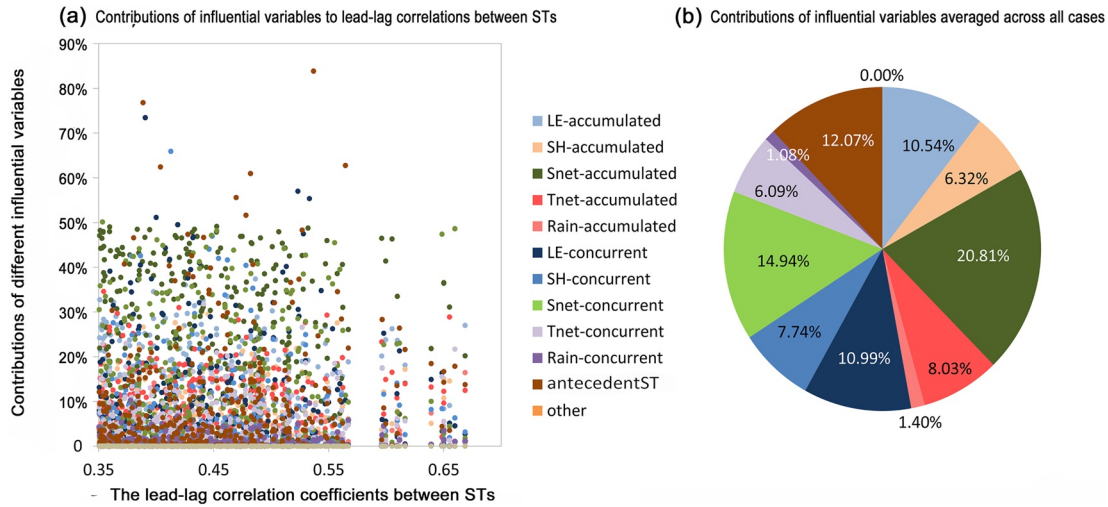 (a) Contributions of influential variables to lead-lag correlations between STs
Contributions of different influential variables
90%
80%
70%
60%
50%
40%
30%
20%
10%
0
0.35
0.45
0.55
0.65
The lead-lag correlation coefficients between STs
LE-accumulated
SH-accumulated
Snet-accumulated
Tnet-accumulated
Rain-accumulated
LE-concurrent
SH-concurrent
Snet-concurrent
Tnet-concurrent
Rain-concurrent
antecedentST
other
(b) Contributions of influential variables averaged across all cases
0.00%
10.54%
6.32%
20.81%
8.03%
1.40%
10.99%
7.74%
14.94%
6.09%
1.08%
12.07%